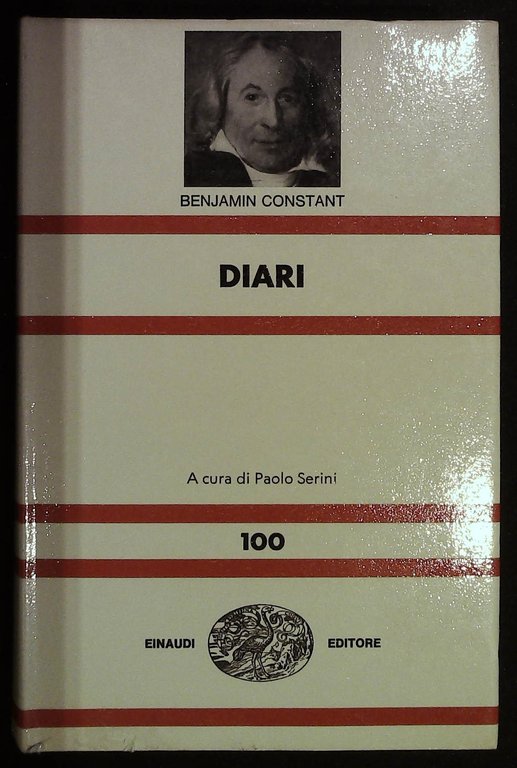 BENJAMIN CONSTANT
DIARI
A cura di Paolo Serini
100
EINAUDI EDITORE